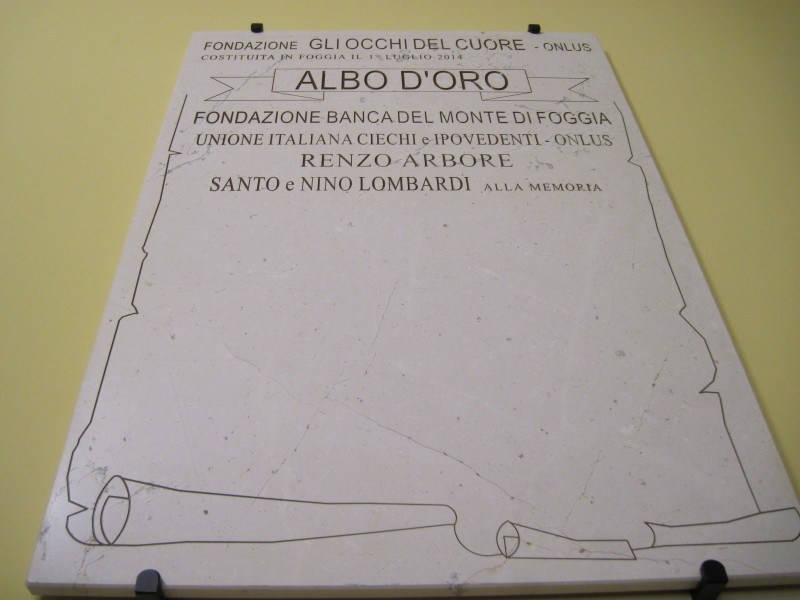 FONDAZIONE GLI OCCHI DEL CUORE - ONLUS
COSTITUITA IN FOGGIA IL 1° LUGLIO 2014
ALBO D'ORO
FONDAZIONE BANCA DEL MONTE DI FOGGIA
UNIONE ITALIANA CIECHI e IPOVEDENTI - ONLUS
RENZO ARBORE
SANTO e NINO LOMBARDI ALLA MEMORIA